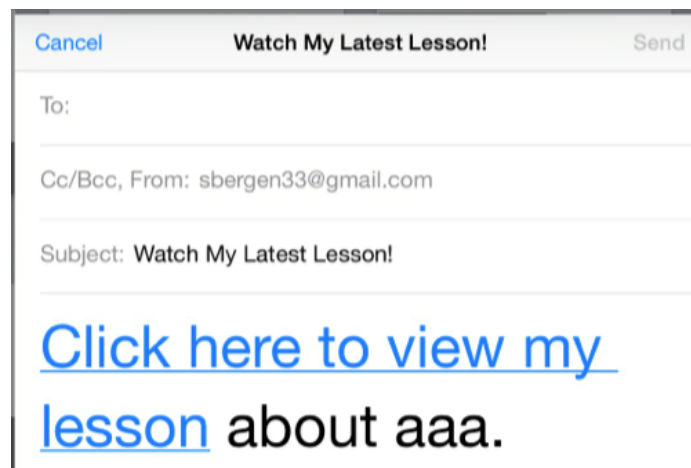 Cancel Watch My Latest Lesson! Send
To:
Cc/Bcc, From: sbergen33@gmail.com
Subject: Watch My Latest Lesson!
Click here to view my
lesson about aaa.